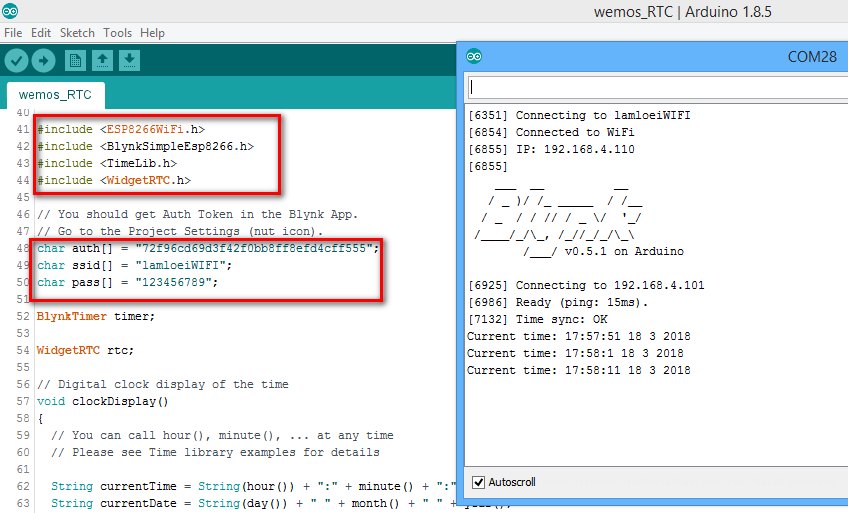 wemos_RTC | Arduino 1.8.5
File Edit Sketch Tools Help
wemos_RTC
40
41 #include <ESP8266WiFi.h>
42 #include <BlynkSimpleEsp8266.h>
43 #include <TimeLib.h>
44 #include <WidgetRTC.h>
45
46 // You should get Auth Token in the Blynk App.
47 // Go to the Project Settings (nut icon).
48 char auth[] = "72f96cd69d3f42f0bb8ff8efd4cff555";
49 char ssid[] = "lamloeiWIFI";
50 char pass[] = "123456789";
51
52 BlynkTimer timer;
53
54 WidgetRTC rtc;
55
56 // Digital clock display of the time
57 void clockDisplay()
58 {
59 // You can call hour(), minute(), ... at any time
60 // Please see Time library examples for details
61
62 String currentTime = String(hour()) + ":" + minute() + ":"
63 String currentDate = String(day()) + " " + month() + " " +
COM28
[6351] Connecting to lamloeiWIFI
[6854] Connected to WiFi
[6855] IP: 192.168.4.110
[6855]
    ___  __          __
   / _ )/ /_ _____  / /__
  / _  / / // / _ \/  '_/
 /____/_/\_, /_//_/_/\_\
        /___/ v0.5.1 on Arduino
[6925] Connecting to 192.168.4.101
[6986] Ready (ping: 15ms).
[7132] Time sync: OK
Current time: 17:57:51 18 3 2018
Current time: 17:58:1 18 3 2018
Current time: 17:58:11 18 3 2018
Autoscroll